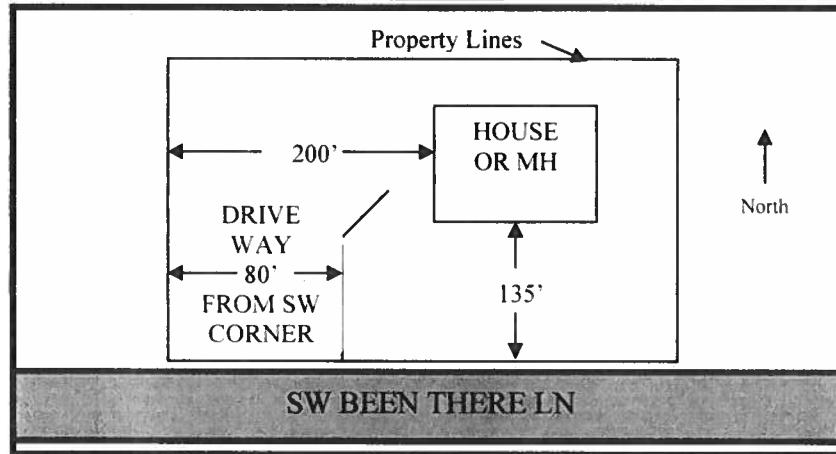 Property Lines
HOUSE
OR MH
200’
North
DRIVE
WAY
80’
FROM SW
CORNER
135’
SW BEEN THERE LN